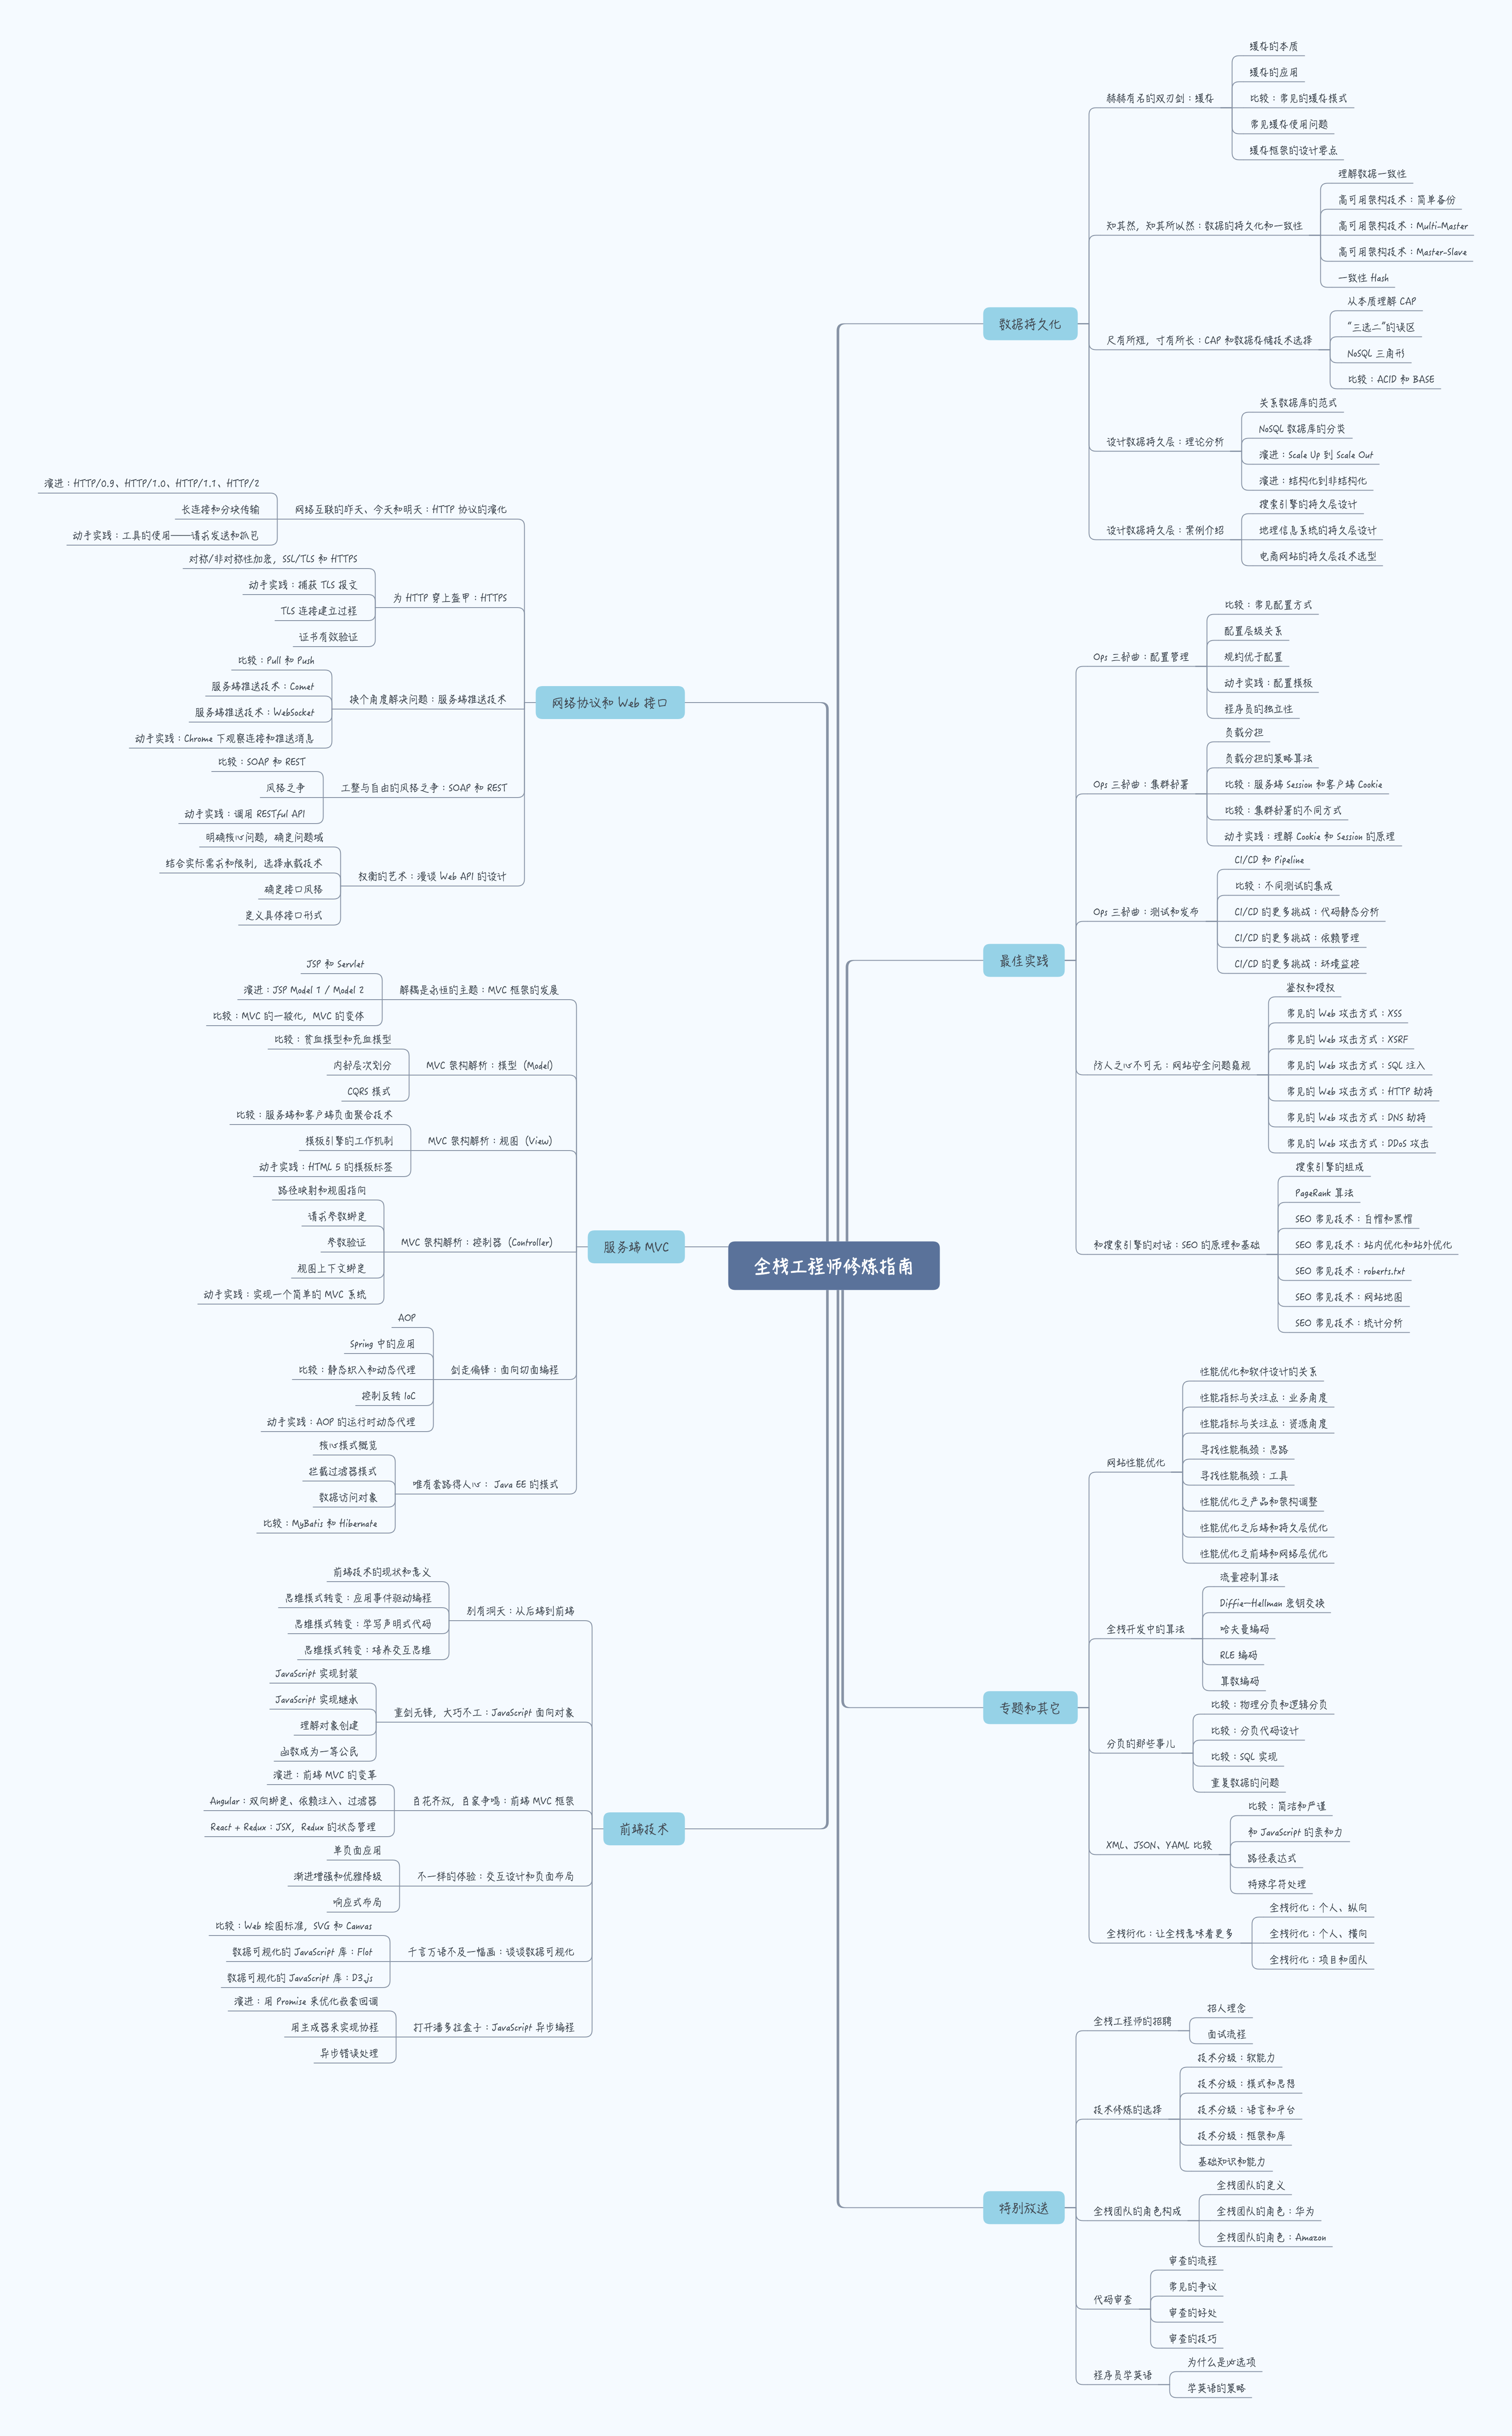 全栈工程师修炼指南
网络协议和 Web 接口
网络互联的昨天、今天和明天：HTTP 协议的演化
演进：HTTP/0.9、HTTP/1.0、HTTP/1.1、HTTP/2
长连接和分块传输
动手实践：工具的使用——请求发送和抓包
为 HTTP 穿上盔甲：HTTPS
对称/非对称性加密，SSL/TLS 和 HTTPS
动手实践：捕获 TLS 报文
TLS 连接建立过程
证书有效验证
换个角度解决问题：服务端推送技术
比较：Pull 和 Push
服务端推送技术：Comet
服务端推送技术：WebSocket
动手实践：Chrome 下观察连接和推送消息
工整与自由的风格之争：SOAP 和 REST
比较：SOAP 和 REST
风格之争
动手实践：调用 RESTful API
权衡的艺术：漫谈 Web API 的设计
明确核心问题，确定问题域
结合实际需求和限制，选择承载技术
确定接口风格
定义具体接口形式
服务端 MVC
解耦是永恒的主题：MVC 框架的发展
JSP 和 Servlet
演进：JSP Model 1 / Model 2
比较：MVC 的一般化，MVC 的变体
MVC 架构解析：模型（Model）
比较：贫血模型和充血模型
内部层次划分
CQRS 模式
MVC 架构解析：视图（View）
比较：服务端和客户端页面聚合技术
模板引擎的工作机制
动手实践：HTML 5 的模板标签
MVC 架构解析：控制器（Controller）
路径映射和视图指向
请求参数绑定
参数验证
视图上下文绑定
动手实践：实现一个简单的 MVC 系统
剑走偏锋：面向切面编程
AOP
Spring 中的应用
比较：静态织入和动态代理
控制反转 IoC
动手实践：AOP 的运行时动态代理
唯有套路得人心： Java EE 的模式
核心模式概览
拦截过滤器模式
数据访问对象
比较：MyBatis 和 Hibernate
前端技术
别有洞天：从后端到前端
前端技术的现状和意义
思维模式转变：应用事件驱动编程
思维模式转变：学写声明式代码
思维模式转变：培养交互思维
重剑无锋，大巧不工：JavaScript 面向对象
JavaScript 实现封装
JavaScript 实现继承
理解对象创建
函数成为一等公民
百花齐放，百家争鸣：前端 MVC 框架
演进：前端 MVC 的变革
Angular：双向绑定、依赖注入、过滤器
React + Redux：JSX，Redux 的状态管理
不一样的体验：交互设计和页面布局
单页面应用
渐进增强和优雅降级
响应式布局
千言万语不及一幅画：谈谈数据可视化
比较：Web 绘图标准，SVG 和 Canvas
数据可视化的 JavaScript 库：Flot
数据可视化的 JavaScript 库：D3.js
打开潘多拉盒子：JavaScript 异步编程
演进：用 Promise 来优化嵌套回调
用生成器来实现协程
异步错误处理
数据持久化
赫赫有名的双刃剑：缓存
缓存的本质
缓存的应用
比较：常见的缓存模式
常见缓存使用问题
缓存框架的设计要点
知其然，知其所以然：数据的持久化和一致性
理解数据一致性
高可用架构技术：简单备份
高可用架构技术：Multi-Master
高可用架构技术：Master-Slave
一致性 Hash
尺有所短，寸有所长：CAP 和数据存储技术选择
从本质理解 CAP
“三选二”的误区
NoSQL 三角形
比较：ACID 和 BASE
设计数据持久层：理论分析
关系数据库的范式
NoSQL 数据库的分类
演进：Scale Up 到 Scale Out
演进：结构化到非结构化
设计数据持久层：案例介绍
搜索引擎的持久层设计
地理信息系统的持久层设计
电商网站的持久层技术选型
最佳实践
Ops 三部曲：配置管理
比较：常见配置方式
配置层级关系
规约优于配置
动手实践：配置模板
程序员的独立性
Ops 三部曲：集群部署
负载分担
负载分担的策略算法
比较：服务端 Session 和客户端 Cookie
比较：集群部署的不同方式
动手实践：理解 Cookie 和 Session 的原理
Ops 三部曲：测试和发布
CI/CD 和 Pipeline
比较：不同测试的集成
CI/CD 的更多挑战：代码静态分析
CI/CD 的更多挑战：依赖管理
CI/CD 的更多挑战：环境监控
防人之心不可无：网站安全问题窥视
鉴权和授权
常见的 Web 攻击方式：XSS
常见的 Web 攻击方式：XSRF
常见的 Web 攻击方式：SQL 注入
常见的 Web 攻击方式：HTTP 劫持
常见的 Web 攻击方式：DNS 劫持
常见的 Web 攻击方式：DDoS 攻击
和搜索引擎的对话：SEO 的原理和基础
搜索引擎的组成
PageRank 算法
SEO 常见技术：白帽和黑帽
SEO 常见技术：站内优化和站外优化
SEO 常见技术：roberts.txt
SEO 常见技术：网站地图
SEO 常见技术：统计分析
专题和其它
网站性能优化
性能优化和软件设计的关系
性能指标与关注点：业务角度
性能指标与关注点：资源角度
寻找性能瓶颈：思路
寻找性能瓶颈：工具
性能优化之产品和架构调整
性能优化之后端和持久层优化
性能优化之前端和网络层优化
全栈开发中的算法
流量控制算法
Diffie—Hellman 密钥交换
哈夫曼编码
RLE 编码
算数编码
分页的那些事儿
比较：物理分页和逻辑分页
比较：分页代码设计
比较：SQL 实现
重复数据的问题
XML、JSON、YAML 比较
比较：简洁和严谨
和 JavaScript 的亲和力
路径表达式
特殊字符处理
全栈衍化：让全栈意味着更多
全栈衍化：个人、纵向
全栈衍化：个人、横向
全栈衍化：项目和团队
特别放送
全栈工程师的招聘
招人理念
面试流程
技术修炼的选择
技术分级：软能力
技术分级：模式和思想
技术分级：语言和平台
技术分级：框架和库
基础知识和能力
全栈团队的角色构成
全栈团队的定义
全栈团队的角色：华为
全栈团队的角色：Amazon
代码审查
审查的流程
常见的争议
审查的好处
审查的技巧
程序员学英语
为什么是必选项
学英语的策略